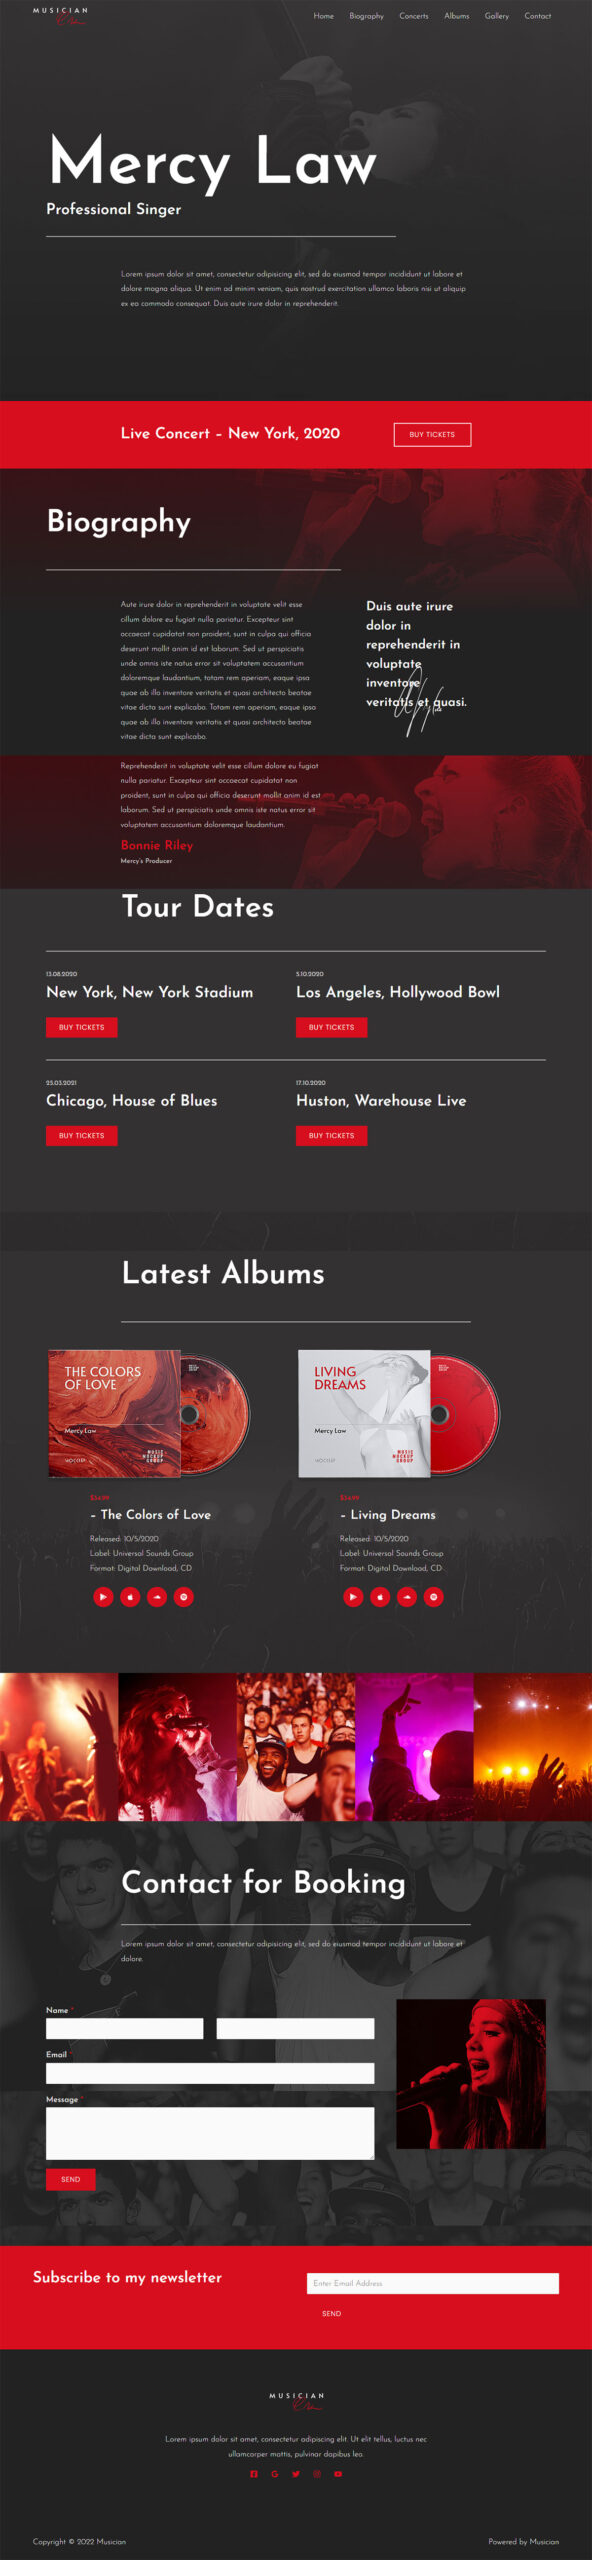 MUSICIAN
Home Biography Concerts Albums Gallery Contact
Mercy Law
Professional Singer
Lorem ipsum dolor sit amet, consectetur adipisicing elit, sed do eiusmod tempor incididunt ut labore et
dolore magna aliqua. Ut enim ad minim veniam, quis nostrud exercitation ullamco laboris nisi ut aliquip
ex ea commodo consequat. Duis aute irure dolor in reprehenderit.
Live Concert – New York, 2020
BUY TICKETS
Biography
Aute irure dolor in reprehenderit in voluptate velit esse
cillum dolore eu fugiat nulla pariatur. Excepteur sint
occaecat cupidatat non proident, sunt in culpa qui officia
deserunt mollit anim id est laborum. Sed ut perspiciatis
unde omnis iste natus error sit voluptatem accusantium
doloremque laudantium, totam rem aperiam, eaque ipsa
quae ab illo inventore veritatis et quasi architecto beatae
vitae dicta sunt explicabo. Totam rem aperiam, eaque ipsa
quae ab illo inventore veritatis et quasi architecto beatae
vitae dicta sunt explicabo.
Duis aute irure
dolor in
reprehenderit in
voluptate
inventore
veritatis et quasi.
Reprehenderit in voluptate velit esse cillum dolore eu fugiat
nulla pariatur. Excepteur sint occaecat cupidatat non
proident, sunt in culpa qui officia deserunt mollit anim id est
laborum. Sed ut perspiciatis unde omnis iste natus error sit
voluptatem accusantium doloremque laudantium.
Bonnie Riley
Mercy's Producer
Tour Dates
13.08.2020
New York, New York Stadium
BUY TICKETS
5.10.2020
Los Angeles, Hollywood Bowl
BUY TICKETS
25.03.2021
Chicago, House of Blues
BUY TICKETS
17.10.2020
Huston, Warehouse Live
BUY TICKETS
Latest Albums
THE COLORS
OF LOVE
Mercy Law
MUSIC
MOCKUP
GROUP
LIVING
DREAMS
Mercy Law
MUSIC
MOCKUP
GROUP
$34.99
– The Colors of Love
Released: 10/5/2020
Label: Universal Sounds Group
Format: Digital Download, CD
$34.99
– Living Dreams
Released: 10/5/2020
Label: Universal Sounds Group
Format: Digital Download, CD
Contact for Booking
Lorem ipsum dolor sit amet, consectetur adipisicing elit, sed do eiusmod tempor incididunt ut labore et
dolore.
Name *
Email *
Message *
SEND
Subscribe to my newsletter
Enter Email Address
SEND
MUSICIAN
Lorem ipsum dolor sit amet, consectetur adipiscing elit. Ut elit tellus, luctus nec
ullamcorper mattis, pulvinar dapibus leo.
Copyright © 2022 Musician
Powered by Musician